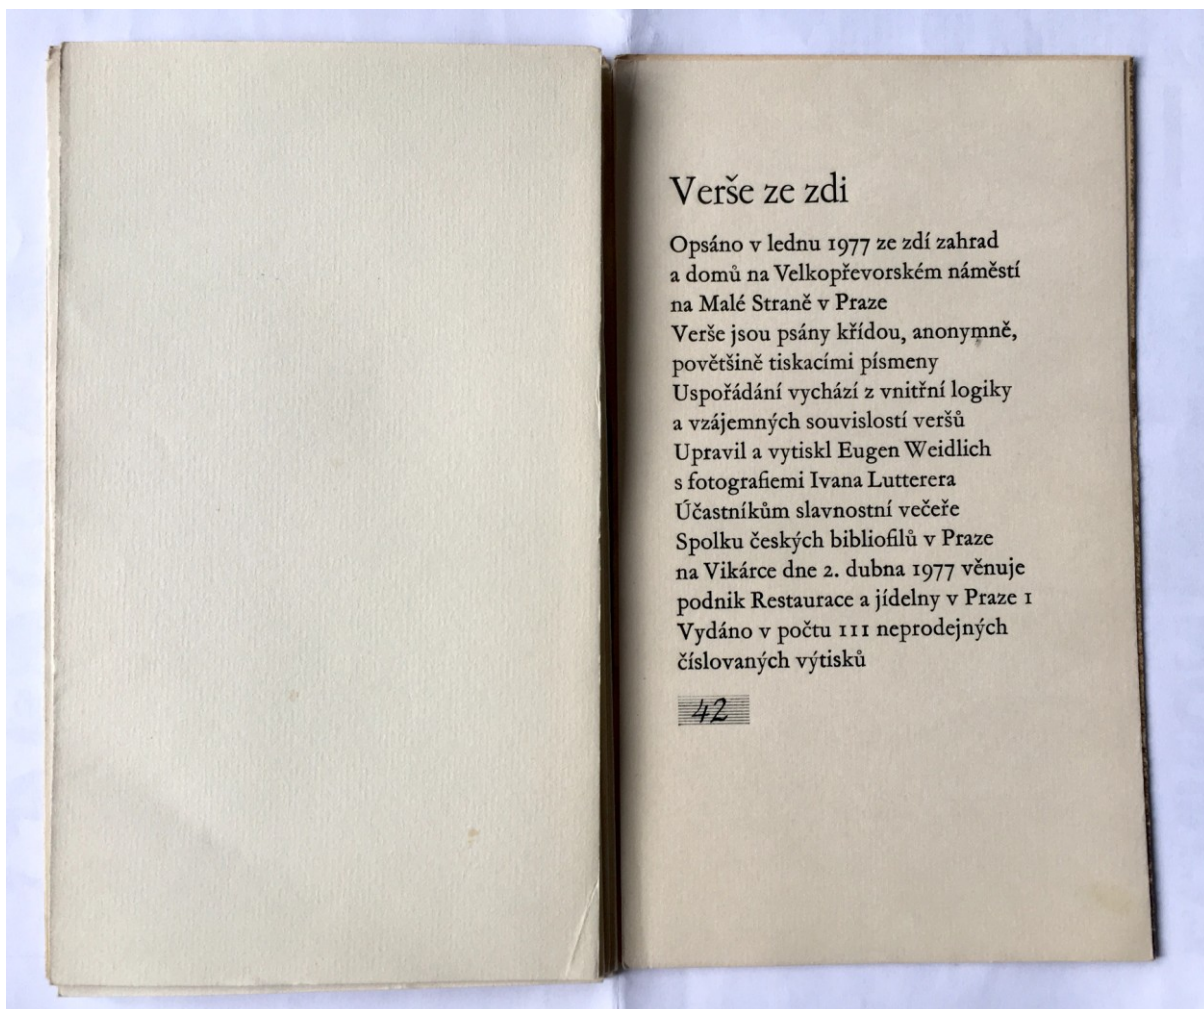 Verše ze zdi
Opsáno v lednu 1977 ze zdí zahrad
a domů na Velkopřevorském náměstí
na Malé Straně v Praze
Verše jsou psány křídou, anonymně,
povětšině tiskacími písmeny
Uspořádání vychází z vnitřní logiky
a vzájemných souvislostí veršů
Upravil a vytiskl Eugen Weidlich
s fotografiemi Ivana Lutterera
Účastníkům slavnostní večeře
Spolku českých bibliofilů v Praze
na Vikárce dne 2. dubna 1977 věnuje
podnik Restaurace a jídelny v Praze 1
Vydáno v počtu 111 neprodejných
číslovaných výtisků
42